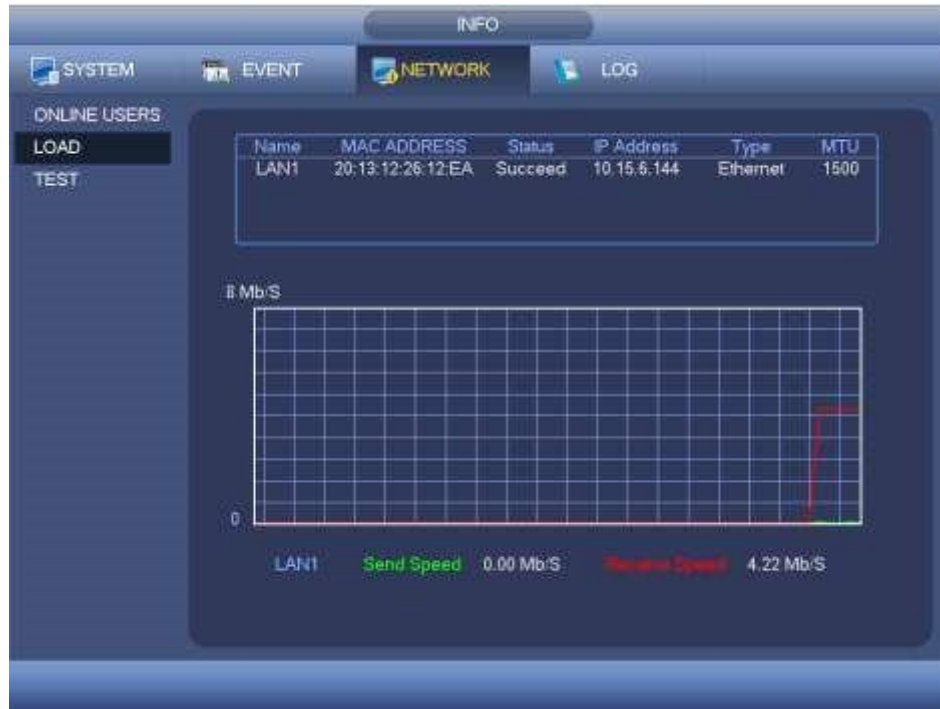 INFO
SYSTEM EVENT NETWORK LOG
ONLINE USERS
LOAD
TEST
Name MAC ADDRESS Status IP Address Type MTU
LAN1 20:13:12:26:12:EA Succeed 10.15.6.144 Ethernet 1500
8 Mb/S
0
LAN1 Send Speed 0.00 Mb/S Receive Speed 4.22 Mb/S